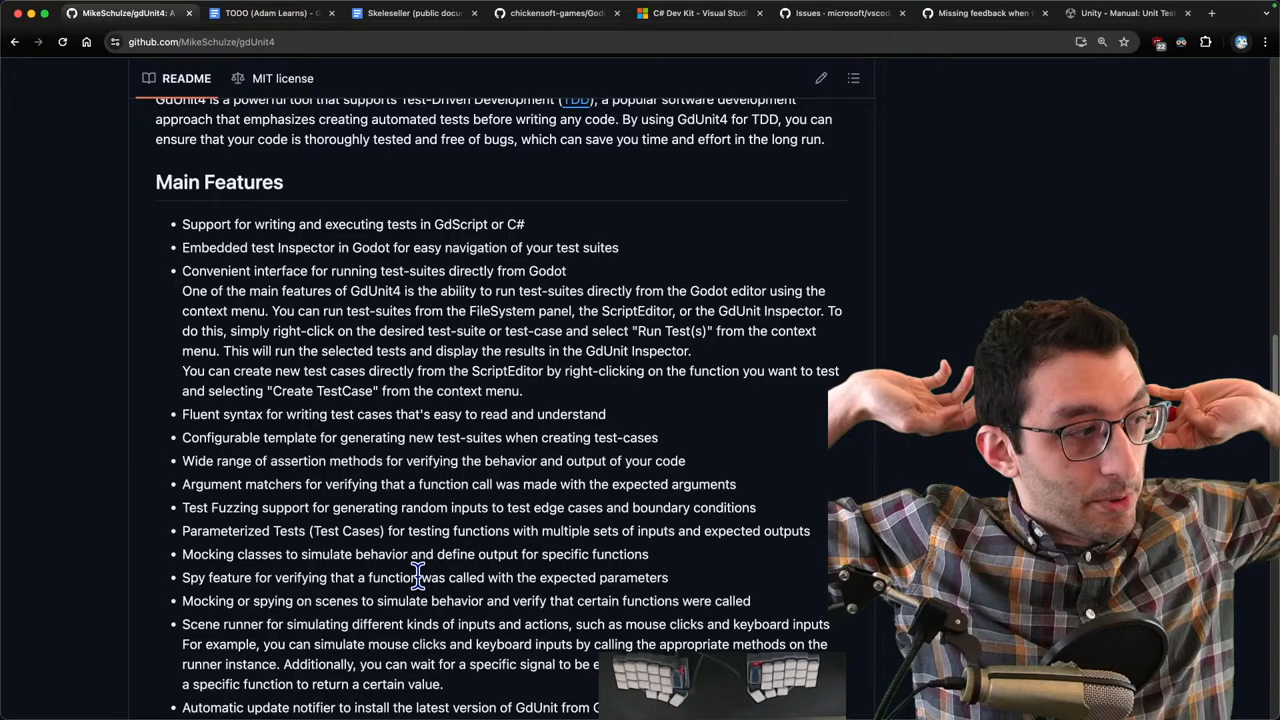 MikeSchulze/gdUnit4: A
TODO (Adam Learns) - G
Skeleseller (public docum
chickensoft-games/God
C# Dev Kit - Visual Studi
Issues · microsoft/vscod
Missing feedback when
Unity - Manual: Unit Tes
github.com/MikeSchulze/gdUnit4
22
README
MIT license
GdUnit4 is a powerful tool that supports Test-Driven Development (TDD), a popular software development
approach that emphasizes creating automated tests before writing any code. By using GdUnit4 for TDD, you can
ensure that your code is thoroughly tested and free of bugs, which can save you time and effort in the long run.
Main Features
• Support for writing and executing tests in GdScript or C#
• Embedded test Inspector in Godot for easy navigation of your test suites
• Convenient interface for running test-suites directly from Godot
One of the main features of GdUnit4 is the ability to run test-suites directly from the Godot editor using the
context menu. You can run test-suites from the FileSystem panel, the ScriptEditor, or the GdUnit Inspector. To
do this, simply right-click on the desired test-suite or test-case and select "Run Test(s)" from the context
menu. This will run the selected tests and display the results in the GdUnit Inspector.
You can create new test cases directly from the ScriptEditor by right-clicking on the function you want to test
and selecting "Create TestCase" from the context menu.
• Fluent syntax for writing test cases that's easy to read and understand
• Configurable template for generating new test-suites when creating test-cases
• Wide range of assertion methods for verifying the behavior and output of your code
• Argument matchers for verifying that a function call was made with the expected arguments
• Test Fuzzing support for generating random inputs to test edge cases and boundary conditions
• Parameterized Tests (Test Cases) for testing functions with multiple sets of inputs and expected outputs
• Mocking classes to simulate behavior and define output for specific functions
• Spy feature for verifying that a function was called with the expected parameters
• Mocking or spying on scenes to simulate behavior and verify that certain functions were called
• Scene runner for simulating different kinds of inputs and actions, such as mouse clicks and keyboard inputs
For example, you can simulate mouse clicks and keyboard inputs by calling the appropriate methods on the
runner instance. Additionally, you can wait for a specific signal to be e
a specific function to return a certain value.
• Automatic update notifier to install the latest version of GdUnit from G